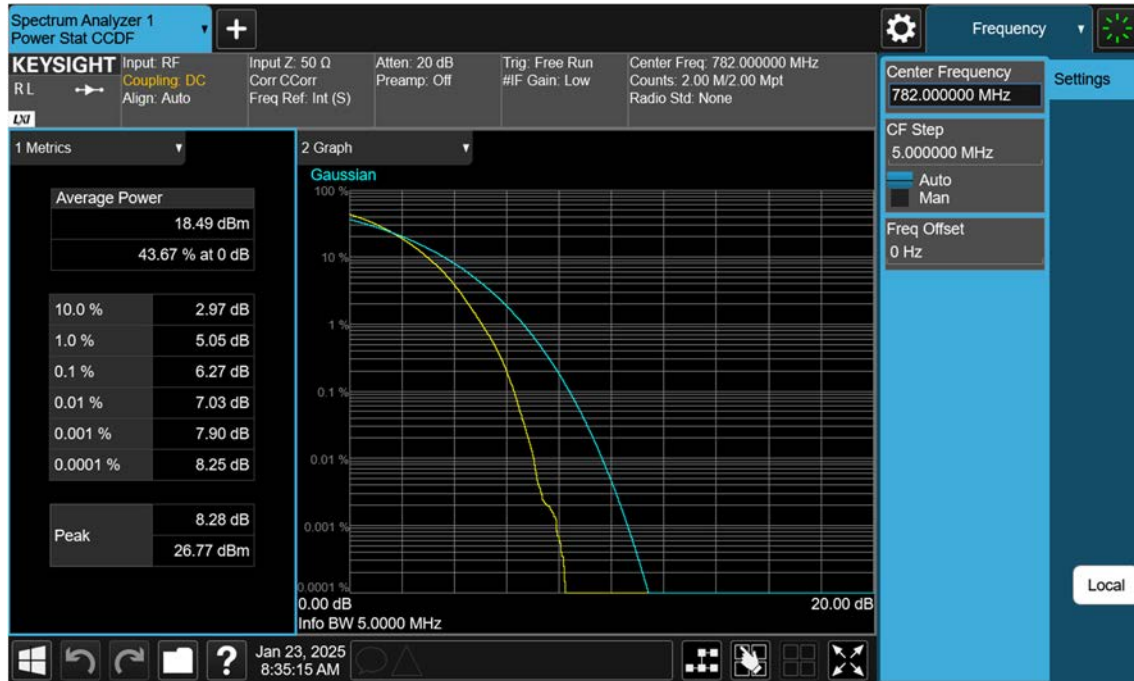 Spectrum Analyzer 1
Power Stat CCDF
+
Frequency
KEYSIGHT
RL
LXI
Input: RF
Coupling: DC
Align: Auto
Input Z: 50 Ω
Corr CCorr
Freq Ref: Int (S)
Atten: 20 dB
Preamp: Off
Trig: Free Run
#IF Gain: Low
Center Freq: 782.000000 MHz
Counts: 2.00 M/2.00 Mpt
Radio Std: None
Center Frequency
782.000000 MHz
Settings
CF Step
5.000000 MHz
Auto
Man
Freq Offset
0 Hz
Local
1 Metrics
Average Power
18.49 dBm
43.67 % at 0 dB
10.0 % 2.97 dB
1.0 % 5.05 dB
0.1 % 6.27 dB
0.01 % 7.03 dB
0.001 % 7.90 dB
0.0001 % 8.25 dB
Peak
8.28 dB
26.77 dBm
2 Graph
Gaussian
100 %
10 %
1 %
0.1 %
0.01 %
0.001 %
0.0001 %
0.00 dB 20.00 dB
Info BW 5.0000 MHz
?
Jan 23, 2025
8:35:15 AM